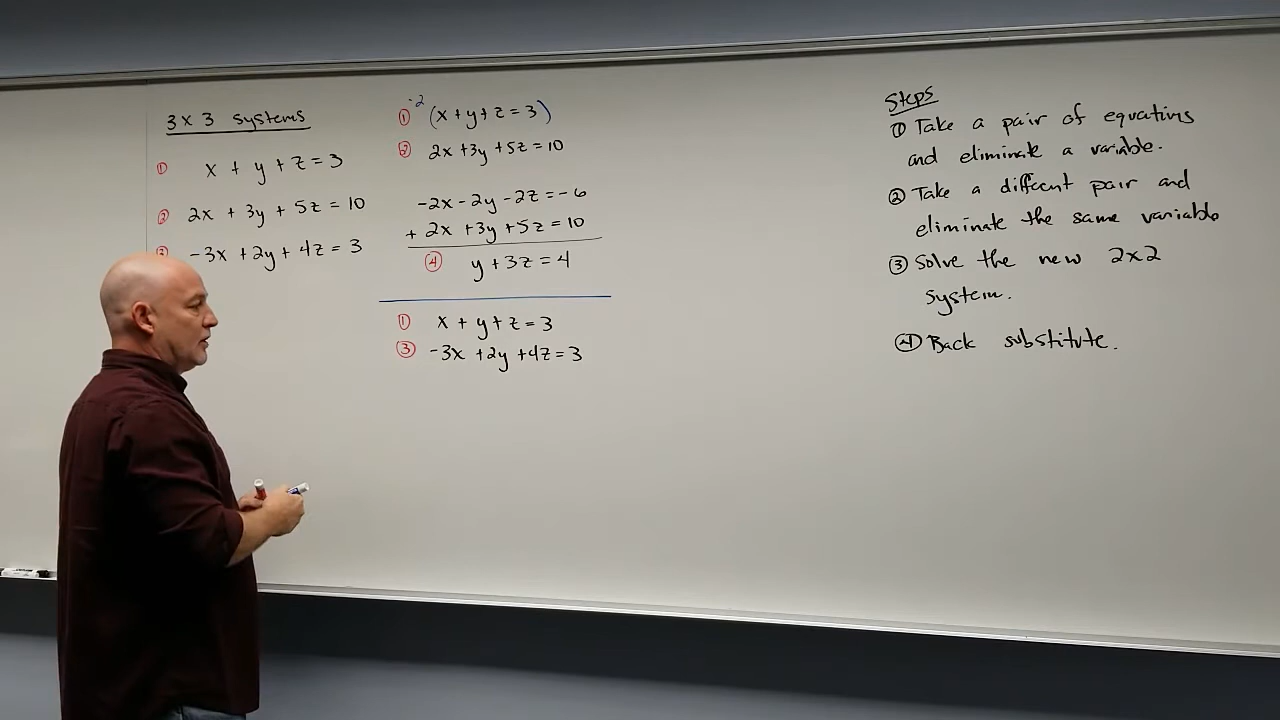 3x3 systems
① x + y + z = 3
② 2x + 3y + 5z = 10
③ -3x + 2y + 4z = 3
① -2 (x + y + z = 3)
② 2x + 3y + 5z = 10
-2x - 2y - 2z = -6
+ 2x + 3y + 5z = 10
④ y + 3z = 4
① x + y + z = 3
③ -3x + 2y + 4z = 3
Steps
① Take a pair of equations
and eliminate a variable.
② Take a different pair and
eliminate the same variable
③ Solve the new 2x2
system.
④ Back substitute.